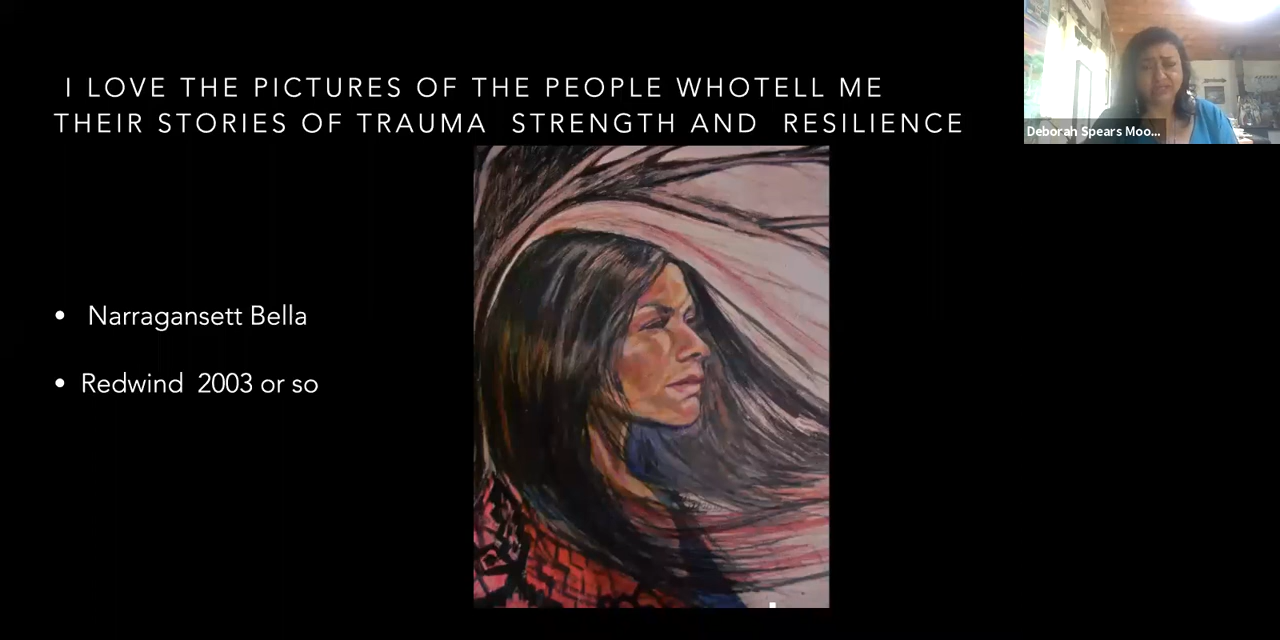 I LOVE THE PICTURES OF THE PEOPLE WHOTELL ME
THEIR STORIES OF TRAUMA STRENGTH AND RESILIENCE
Deborah Spears Moo...
• Narragansett Bella
• Redwind 2003 or so